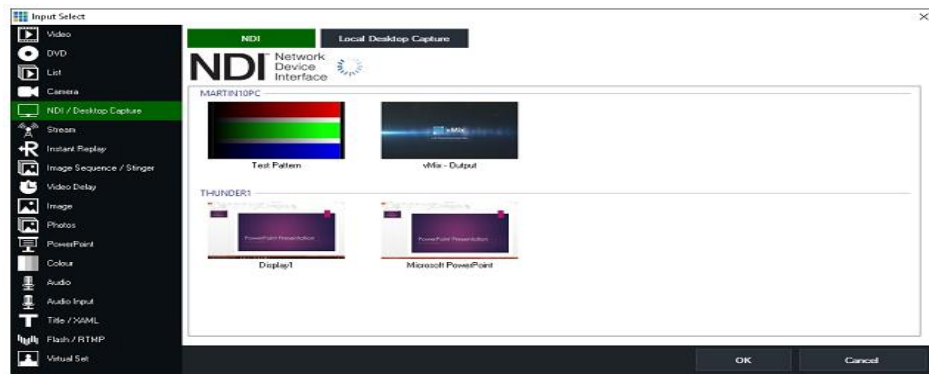 Input Select
Video
DVD
List
Camera
NDI / Desktop Capture
Stream
Instant Replay
Image Sequence / Stinger
Video Delay
Image
Photos
PowerPoint
Colour
Audio
Audio Input
Title / XAML
Flash / RTMP
Virtual Set
NDI
Local Desktop Capture
NDI Network
Device
Interface
MARTIN10PC
vMix
Test Pattern
vMix - Output
THUNDER1
PowerPoint Presentation
PowerPoint Presentation
Display1
Microsoft PowerPoint
OK
Cancel